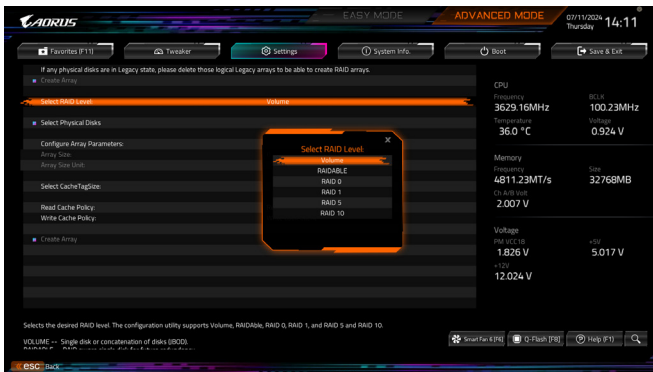 AORUS
EASY MODE
ADVANCED MODE
07/11/2024 14:11
Thursday
Favorites (F11)
Tweaker
Settings
System Info.
Boot
Save & Exit
If any physical disks are in Legacy state, please delete those logical Legacy arrays to be able to create RAID arrays.
Create Array
Select RAID Level: Volume
Select Physical Disks
Configure Array Parameters:
Array Size:
Array Size Unit:
Select CacheTagSize:
Read Cache Policy:
Write Cache Policy:
Create Array
Select RAID Level:
X
Volume
RAIDABLE
RAID 0
RAID 1
RAID 5
RAID 10
CPU
Frequency BCLK
3629.16MHz 100.23MHz
Temperature Voltage
36.0 °C 0.924 V
Memory
Frequency Size
4811.23MT/s 32768MB
Ch A/B Volt
2.007 V
Voltage
PM VCC18 +5V
1.826 V 5.017 V
+12V
12.024 V
Selects the desired RAID level. The configuration utility supports Volume, RAIDAble, RAID 0, RAID 1, and RAID 5 and RAID 10.
VOLUME -- Single disk or concatenation of disks (JBOD).
Smart Fan 6 [F6]
Q-Flash [F8]
Help (F1)
esc Back